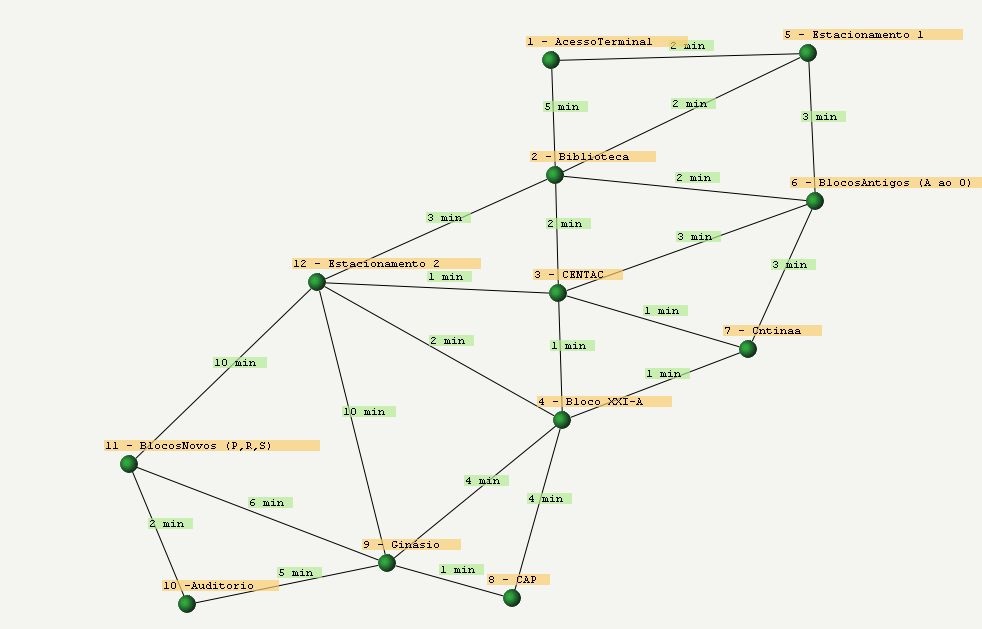 5 - Estacionamento 1
1 - AcessoTerminal
2 min
2 min
5 min
3 min
2 - Biblioteca
2 min
6 - BlocosAntigos (A ao O)
3 min
2 min
3 min
12 - Estacionamento 2
3 min
3 - CENTAC
1 min
1 min
7 - Cntinaa
2 min
1 min
10 min
1 min
4 - Bloco XXI-A
10 min
11 - BlocosNovos (P,R,S)
4 min
6 min
4 min
2 min
9 - Ginásio
5 min
1 min
8 - CAP
10 -Auditorio